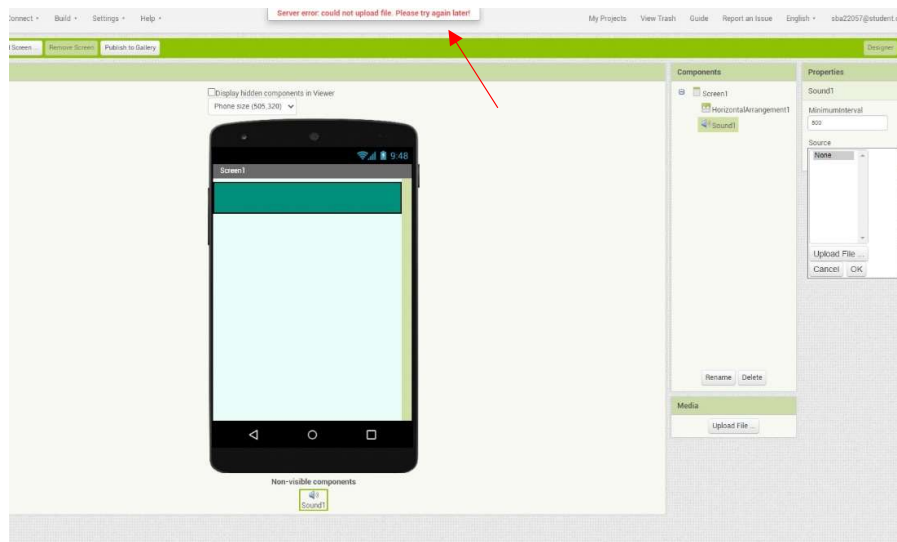 Server error: could not upload file. Please try again later!
Connect Build Settings Help My Projects View Trash Guide Report an Issue English sba22057@student.
Screen ... Remove Screen Publish to Gallery Designer
Components
Properties
Display hidden components in Viewer
Phone size (505,320)
9:48
Screen1
Screen1
HorizontalArrangement1
Sound1
Sound1
MinimumInterval
500
Source
None
Upload File ...
Cancel OK
Rename Delete
Media
Upload File ...
Non-visible components
Sound1